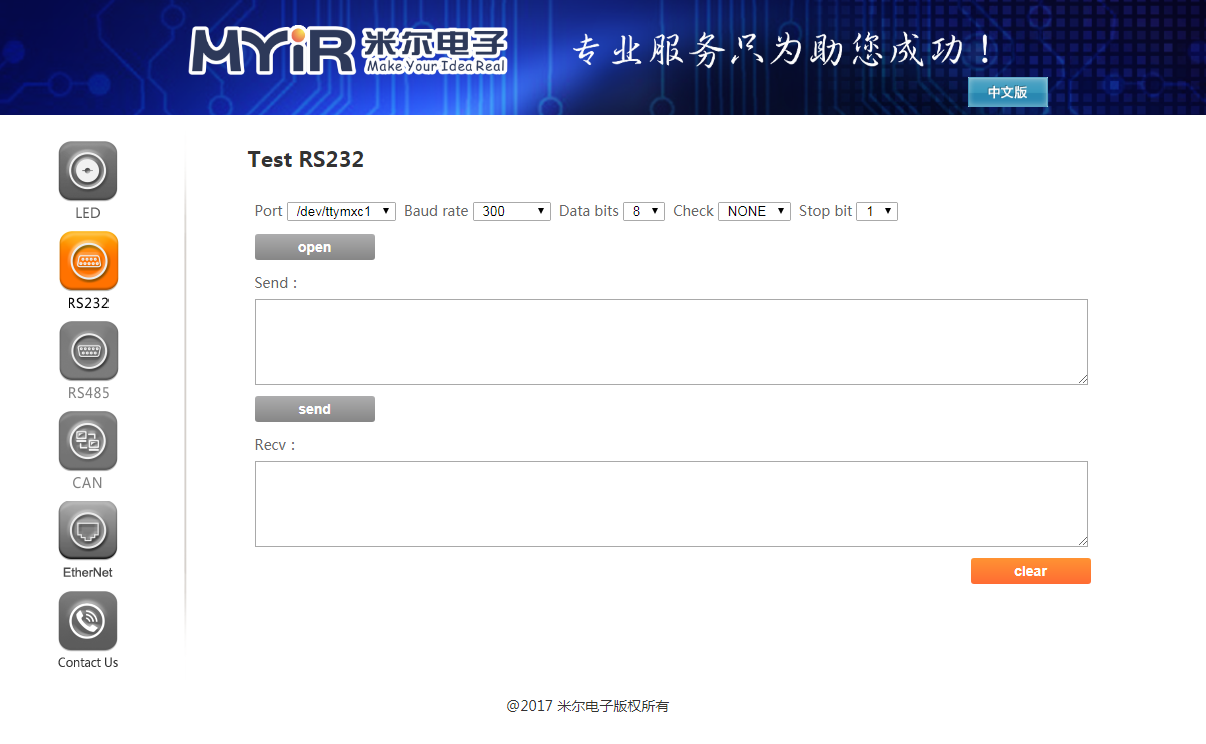 MYiR 米尔电子
Make Your Idea Real
专业服务只为助您成功！
中文版
LED
RS232
RS485
CAN
EtherNet
Contact Us
Test RS232
Port /dev/ttymxc1 Baud rate 300 Data bits 8 Check NONE Stop bit 1
open
Send：
send
Recv：
clear
@2017 米尔电子版权所有